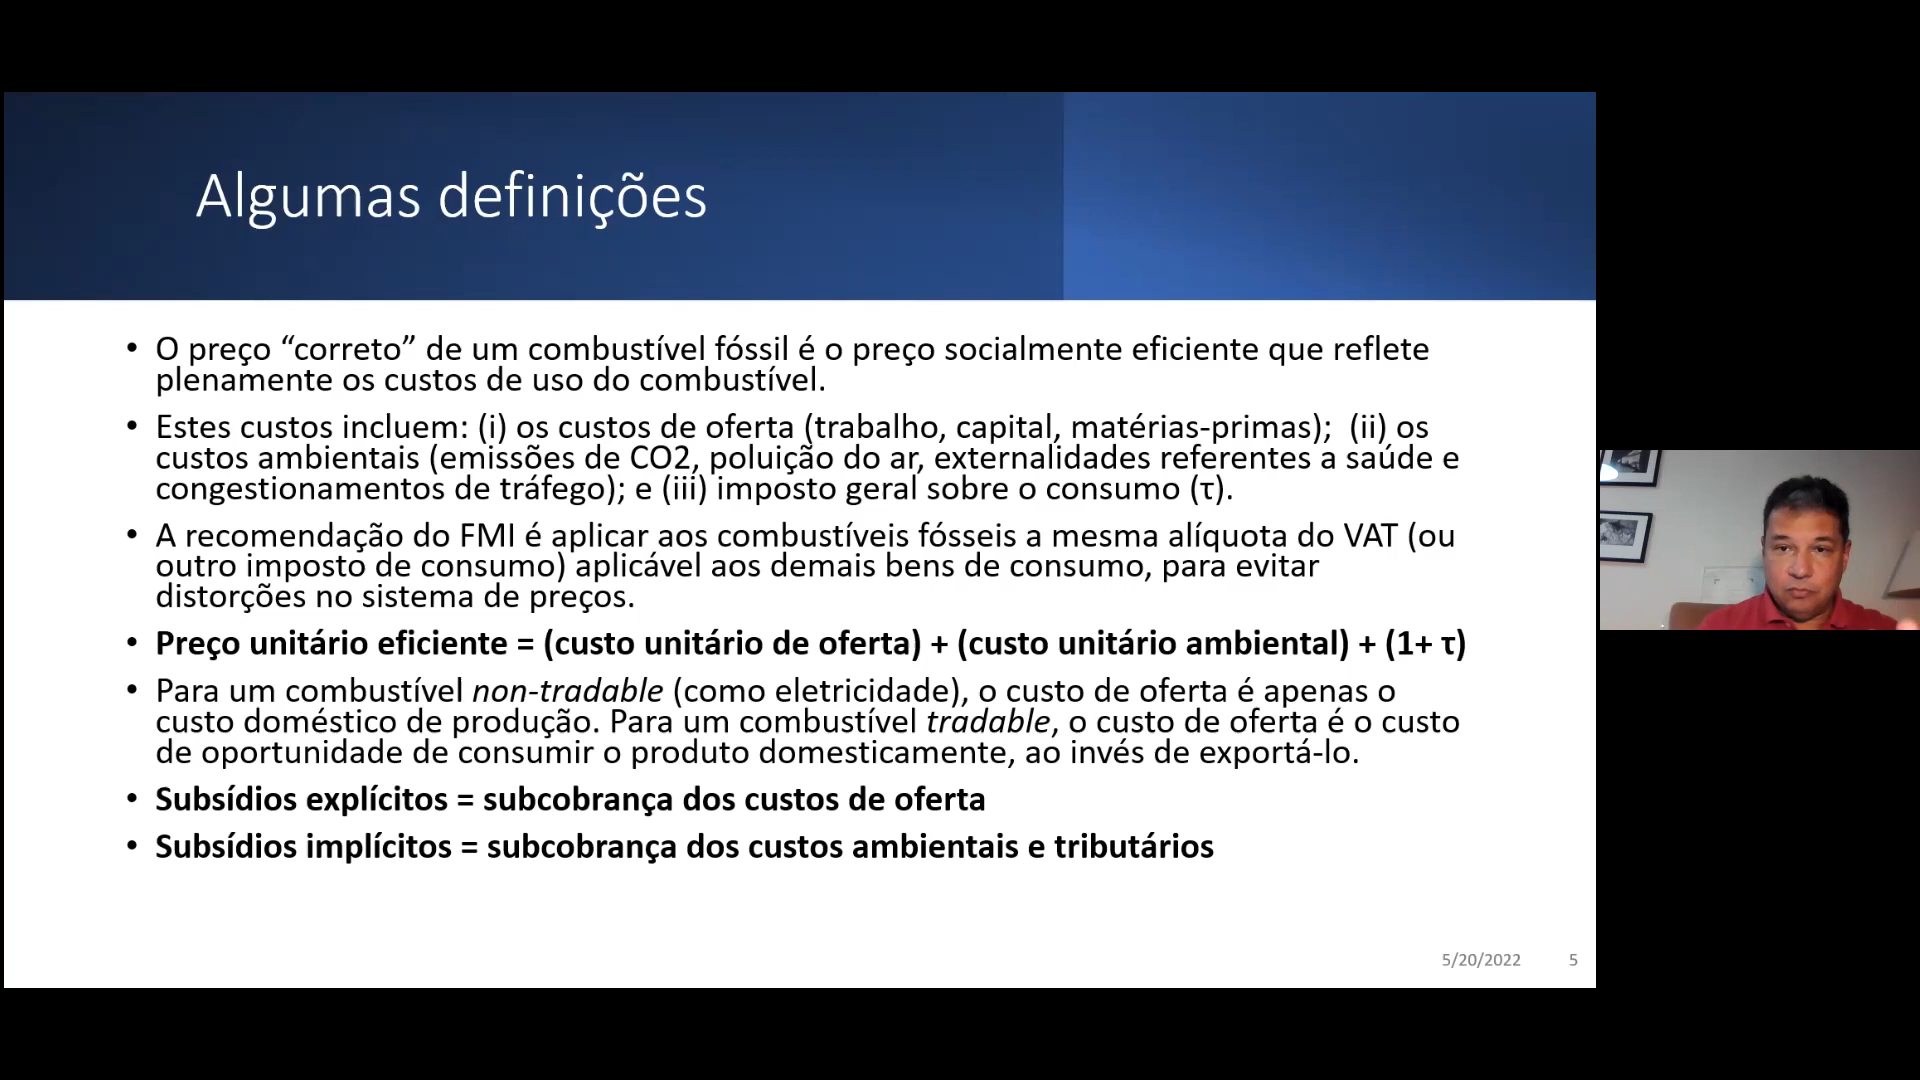 Algumas definições
• O preço “correto” de um combustível fóssil é o preço socialmente eficiente que reflete
plenamente os custos de uso do combustível.
• Estes custos incluem: (i) os custos de oferta (trabalho, capital, matérias-primas);  (ii) os
custos ambientais (emissões de CO2, poluição do ar, externalidades referentes a saúde e
congestionamentos de tráfego); e (iii) imposto geral sobre o consumo (τ).
• A recomendação do FMI é aplicar aos combustíveis fósseis a mesma alíquota do VAT (ou
outro imposto de consumo) aplicável aos demais bens de consumo, para evitar
distorções no sistema de preços.
• Preço unitário eficiente = (custo unitário de oferta) + (custo unitário ambiental) + (1+ τ)
• Para um combustível non-tradable (como eletricidade), o custo de oferta é apenas o
custo doméstico de produção. Para um combustível tradable, o custo de oferta é o custo
de oportunidade de consumir o produto domesticamente, ao invés de exportá-lo.
• Subsídios explícitos = subcobrança dos custos de oferta
• Subsídios implícitos = subcobrança dos custos ambientais e tributários
5/20/2022 5